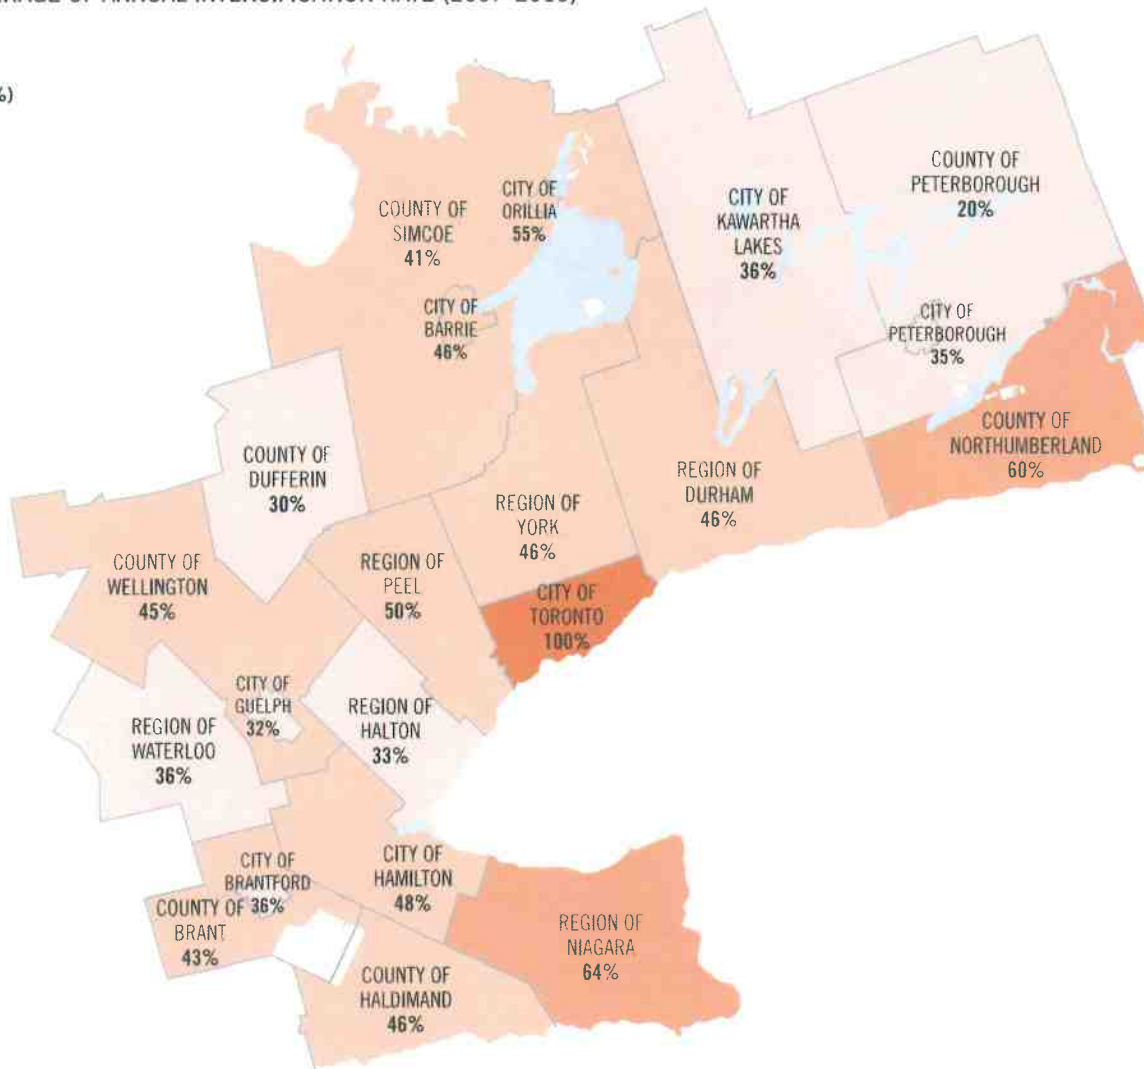 %)
CITY OF
ORILLIA
55%
COUNTY OF
SIMCOE
41%
CITY OF
KAWARTHA
LAKES
36%
COUNTY OF
PETERBOROUGH
20%
CITY OF
BARRIE
46%
CITY OF
PETERBOROUGH
35%
COUNTY OF
DUFFERIN
30%
COUNTY OF
NORTHUMBERLAND
60%
REGION OF
DURHAM
46%
REGION OF
YORK
46%
COUNTY OF
WELLINGTON
45%
REGION OF
PEEL
50%
CITY OF
TORONTO
100%
CITY OF
GUELPH
32%
REGION OF
HALTON
33%
REGION OF
WATERLOO
36%
CITY OF
BRANTFORD
36%
CITY OF
HAMILTON
48%
COUNTY OF
BRANT
43%
REGION OF
NIAGARA
64%
COUNTY OF
HALDIMAND
46%